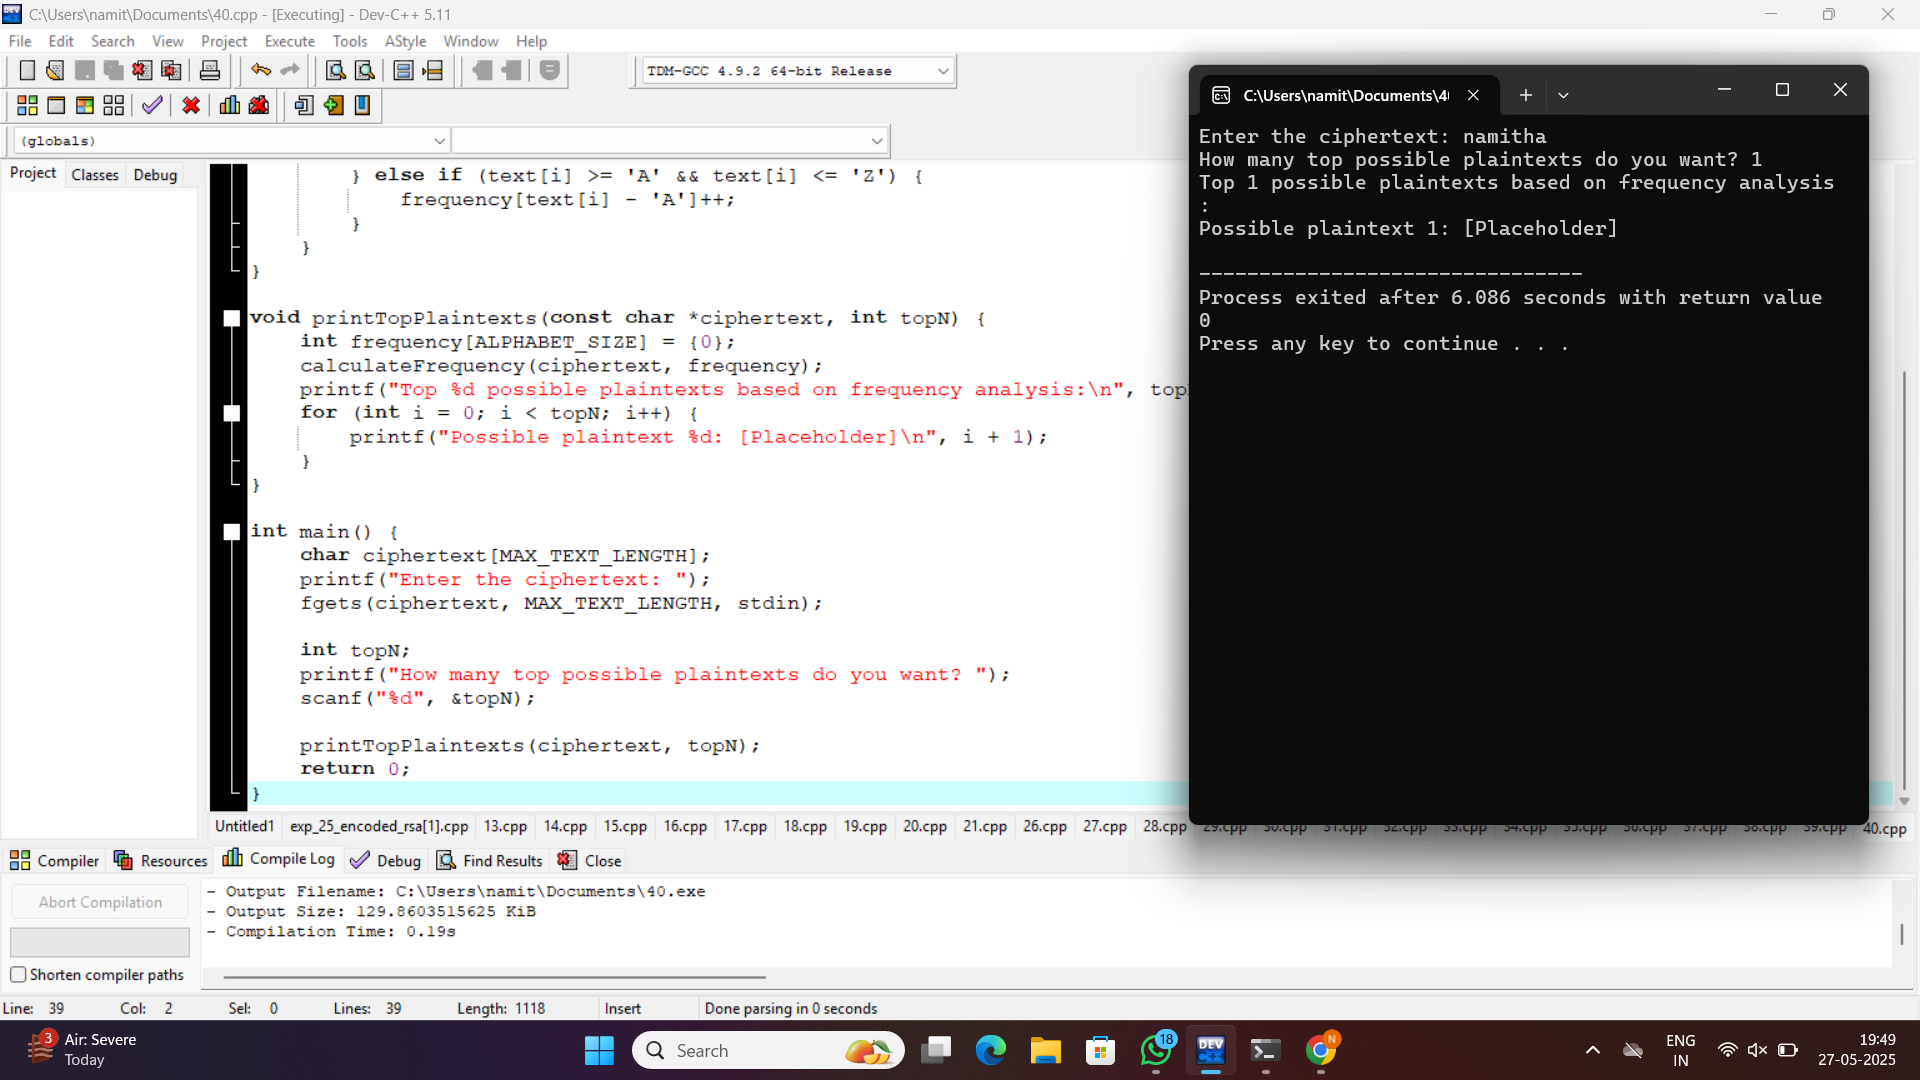 C:\Users\namit\Documents\40.cpp - [Executing] - Dev-C++ 5.11
File Edit Search View Project Execute Tools AStyle Window Help
TDM-GCC 4.9.2 64-bit Release
(globals)
Project Classes Debug
} else if (text[i] >= 'A' && text[i] <= 'Z') {
frequency[text[i] - 'A']++;
}
}
}
void printTopPlaintexts(const char *ciphertext, int topN) {
int frequency[ALPHABET_SIZE] = {0};
calculateFrequency(ciphertext, frequency);
printf("Top %d possible plaintexts based on frequency analysis:\n", top
for (int i = 0; i < topN; i++) {
printf("Possible plaintext %d: [Placeholder]\n", i + 1);
}
}
int main() {
char ciphertext[MAX_TEXT_LENGTH];
printf("Enter the ciphertext: ");
fgets(ciphertext, MAX_TEXT_LENGTH, stdin);
int topN;
printf("How many top possible plaintexts do you want? ");
scanf("%d", &topN);
printTopPlaintexts(ciphertext, topN);
return 0;
}
C:\Users\namit\Documents\40
Enter the ciphertext: namitha
How many top possible plaintexts do you want? 1
Top 1 possible plaintexts based on frequency analysis
:
Possible plaintext 1: [Placeholder]
--------------------------------
Process exited after 6.086 seconds with return value
0
Press any key to continue . . .
Untitled1 exp_25_encoded_rsa[1].cpp 13.cpp 14.cpp 15.cpp 16.cpp 17.cpp 18.cpp 19.cpp 20.cpp 21.cpp 26.cpp 27.cpp 28.cpp 29.cpp 30.cpp 31.cpp 32.cpp 33.cpp 34.cpp 35.cpp 36.cpp 37.cpp 38.cpp 39.cpp 40.cpp
Compiler Resources Compile Log Debug Find Results Close
Abort Compilation
Shorten compiler paths
- Output Filename: C:\Users\namit\Documents\40.exe
- Output Size: 129.8603515625 KiB
- Compilation Time: 0.19s
Line: 39 Col: 2 Sel: 0 Lines: 39 Length: 1118 Insert Done parsing in 0 seconds
3
Air: Severe
Today
Search
18
DEV
N
ENG
IN
19:49
27-05-2025